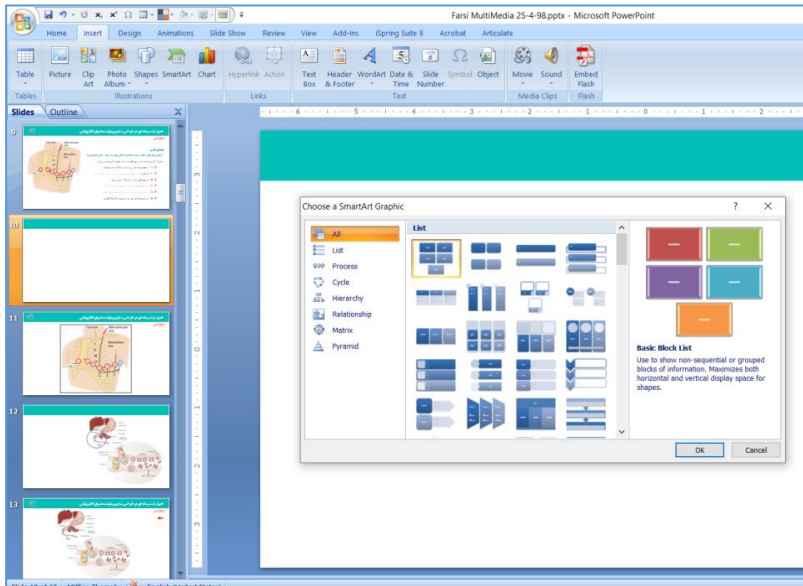 Farsi MultiMedia 25-4-98.pptx - Microsoft PowerPoint
Home Insert Design Animations Slide Show Review View Add-Ins iSpring Suite 8 Acrobat Articulate
Table Picture Clip Art Photo Album Shapes SmartArt Chart Hyperlink Action Text Box Header & Footer WordArt Date & Time Slide Number Symbol Object Movie Sound Embed Flash
Tables Illustrations Links Text Media Clips Flash
Slides Outline
9
10
11
12
13
Choose a SmartArt Graphic
All
List
Process
Cycle
Hierarchy
Relationship
Matrix
Pyramid
List
Basic Block List
Use to show non-sequential or grouped
blocks of information. Maximizes both
horizontal and vertical display space for
shapes.
OK Cancel